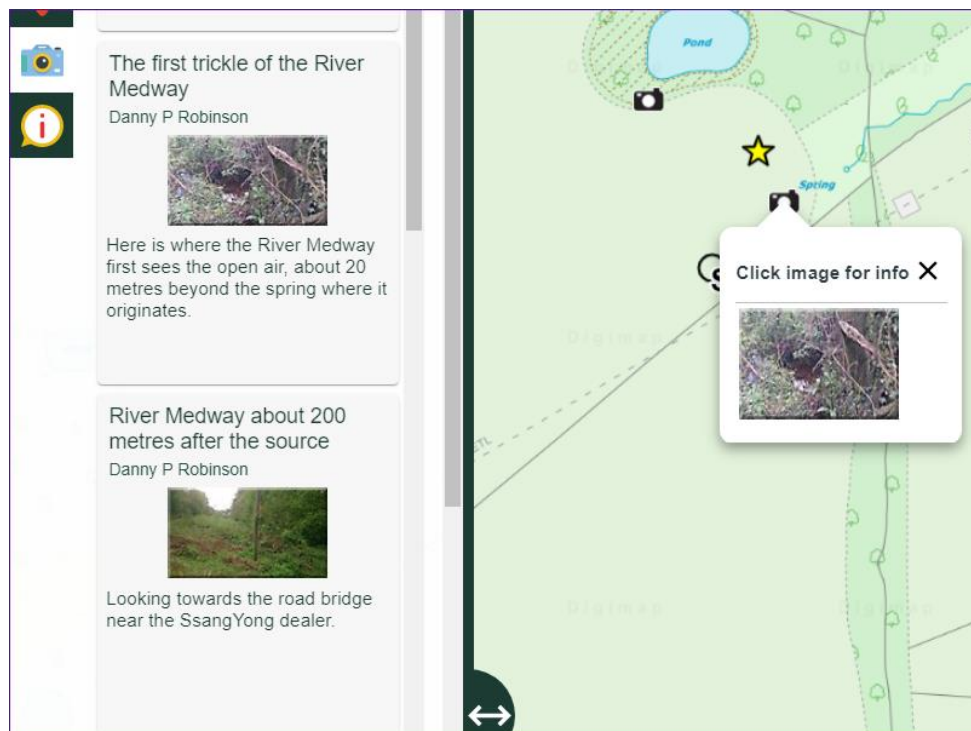 The first trickle of the River
Medway
Danny P Robinson
Here is where the River Medway
first sees the open air, about 20
metres beyond the spring where it
originates.
River Medway about 200
metres after the source
Danny P Robinson
Looking towards the road bridge
near the SsangYong dealer.
Pond
Spring
Click image for info
Digimap
ETL
Digimap